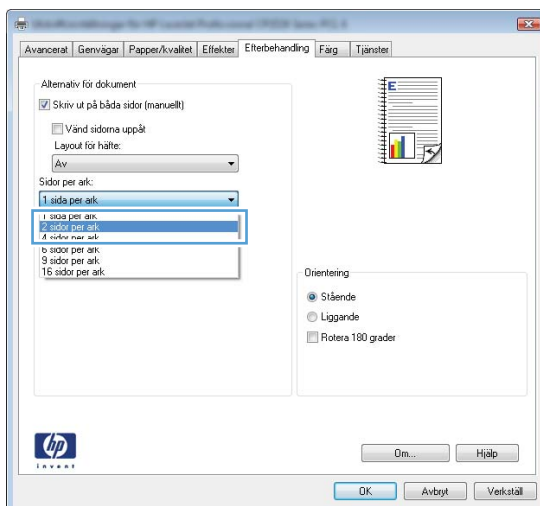 Avancerat Genvägar Papper/kvalitet Effekter Efterbehandling Färg Tjänster
Alternativ för dokument
Skriv ut på båda sidor (manuellt)
Vänd sidorna uppåt
Layout för häfte:
Av
Sidor per ark:
1 sida per ark
1 sida per ark
2 sidor per ark
4 sidor per ark
6 sidor per ark
9 sidor per ark
16 sidor per ark
E
Orientering
Stående
Liggande
Rotera 180 grader
hp
invent
Om... Hjälp
OK Avbryt Verkställ